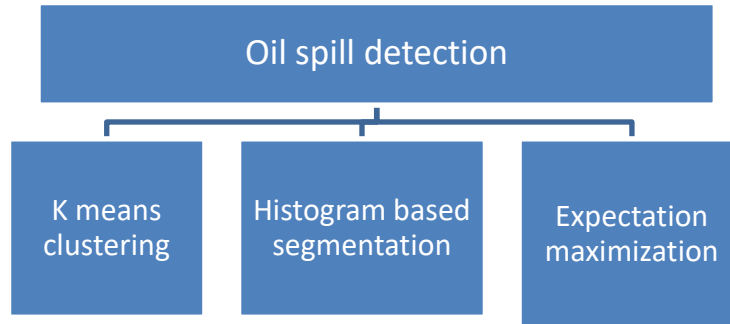 Oil spill detection
K means
clustering
Histogram based
segmentation
Expectation
maximization